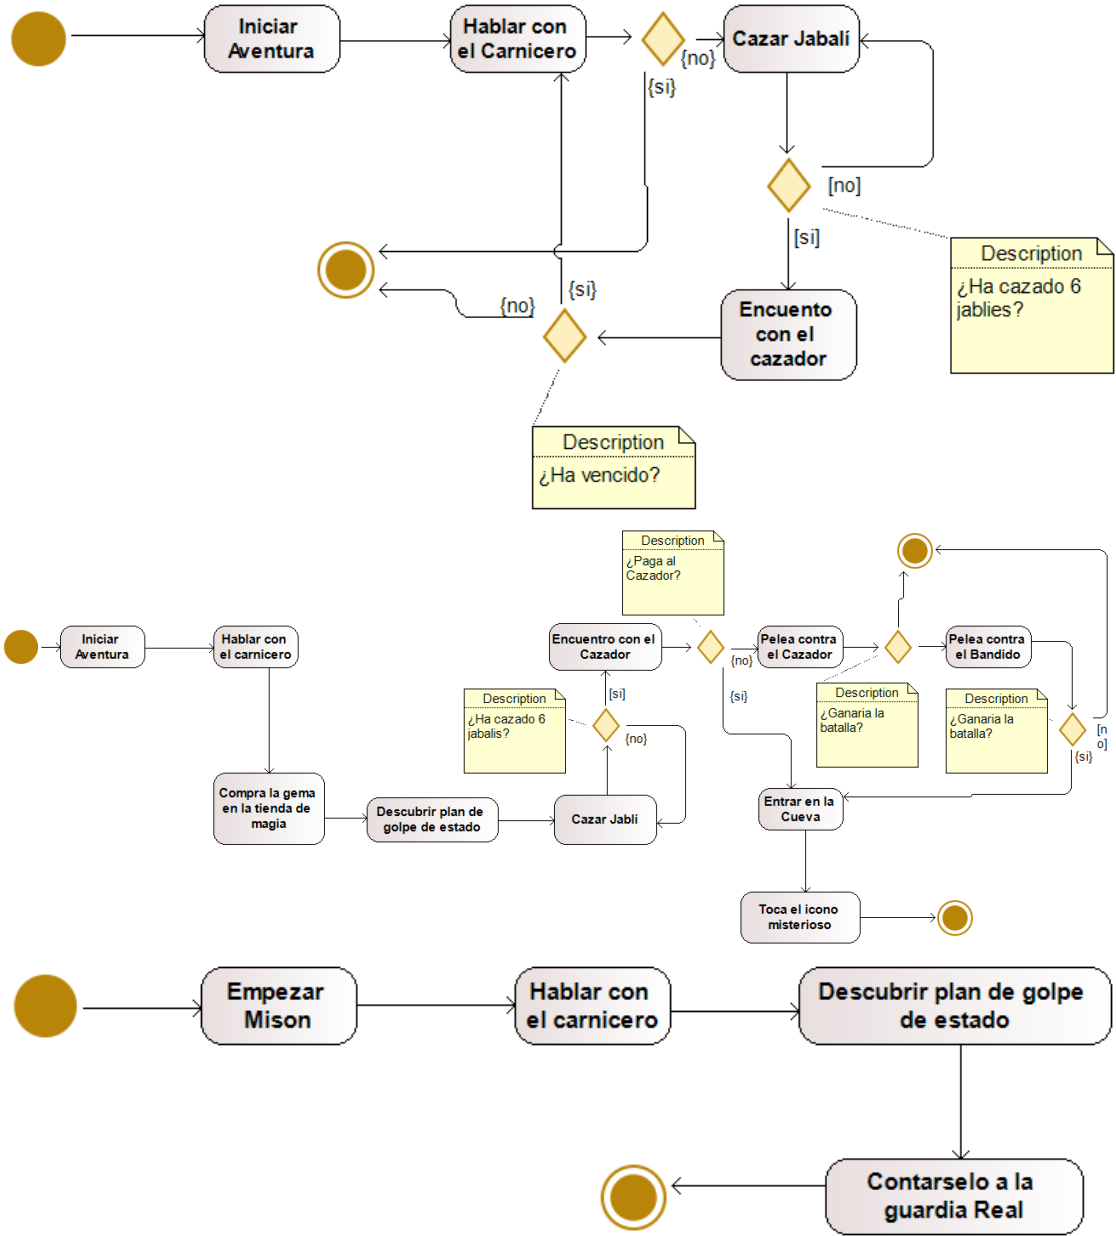 Iniciar
Aventura
Hablar con
el Carnicero
{no}
{si}
Cazar Jabalí
[no]
[si]
Description
¿Ha cazado 6
jablies?
Encuento
con el
cazador
{si}
{no}
Description
¿Ha vencido?
Description
¿Paga al
Cazador?
Iniciar
Aventura
Hablar con
el carnicero
Encuentro con el
Cazador
{no}
{si}
Pelea contra
el Cazador
Pelea contra
el Bandido
Description
¿Ha cazado 6
jabalis?
[si]
{no}
Description
¿Ganaria la
batalla?
Description
¿Ganaria la
batalla?
[n
o]
{si}
Compra la gema
en la tienda de
magia
Descubrir plan de
golpe de estado
Cazar Jablí
Entrar en la
Cueva
Toca el icono
misterioso
Empezar
Mison
Hablar con
el carnicero
Descubrir plan de golpe
de estado
Contarselo a la
guardia Real